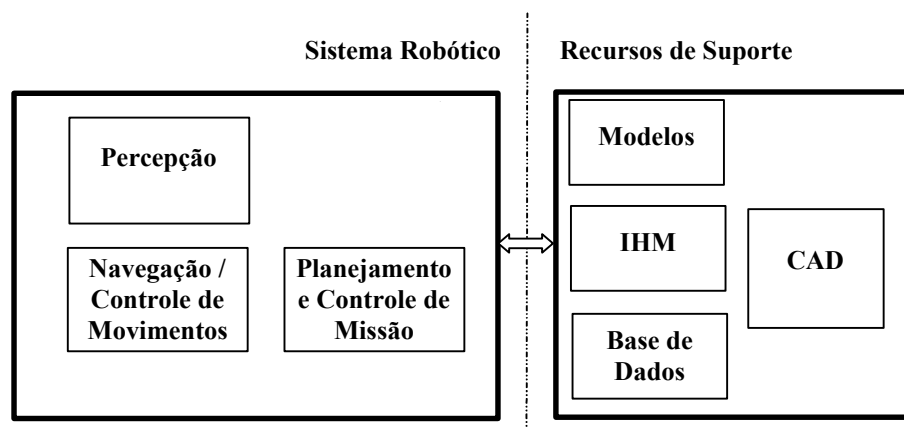 Sistema Robótico
Recursos de Suporte
Percepção
Navegação /
Controle de
Movimentos
Planejamento
e Controle de
Missão
Modelos
IHM
Base de
Dados
CAD